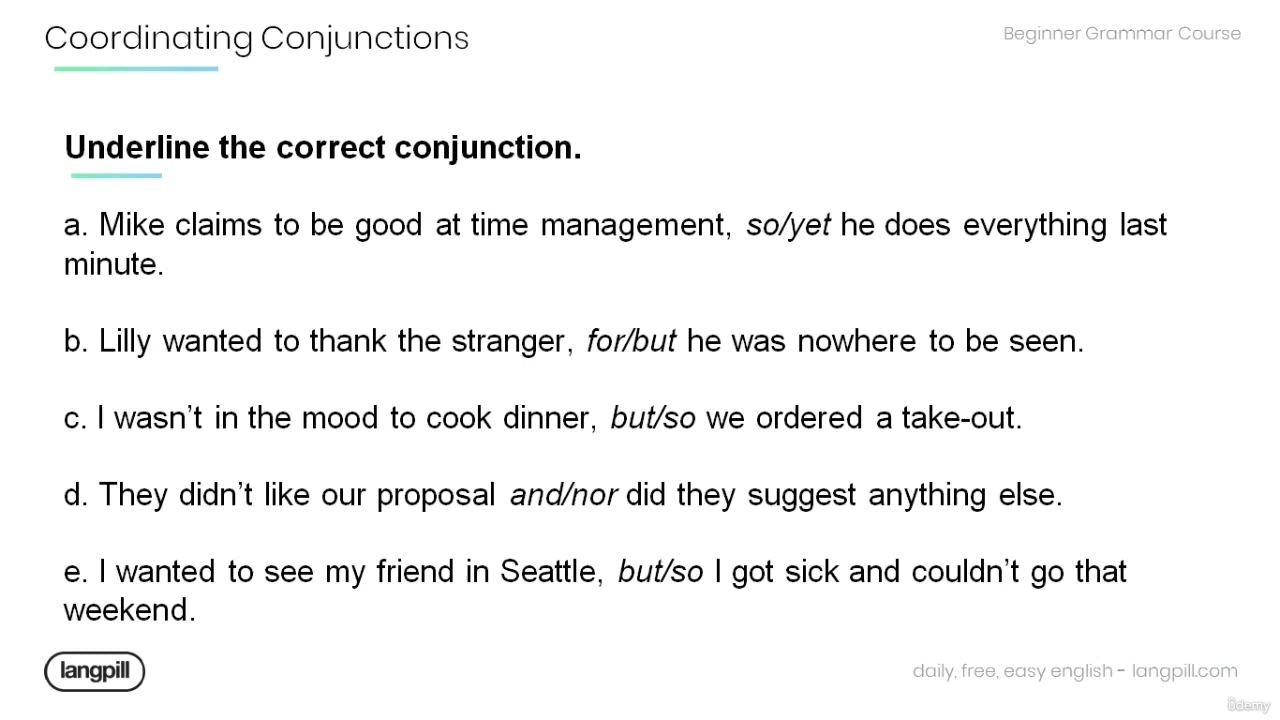 Coordinating Conjunctions
Beginner Grammar Course
Underline the correct conjunction.
a. Mike claims to be good at time management, so/yet he does everything last
minute.
b. Lilly wanted to thank the stranger, for/but he was nowhere to be seen.
c. I wasn’t in the mood to cook dinner, but/so we ordered a take-out.
d. They didn’t like our proposal and/nor did they suggest anything else.
e. I wanted to see my friend in Seattle, but/so I got sick and couldn’t go that
weekend.
langpill
daily, free, easy english - langpill.com
ûdemy